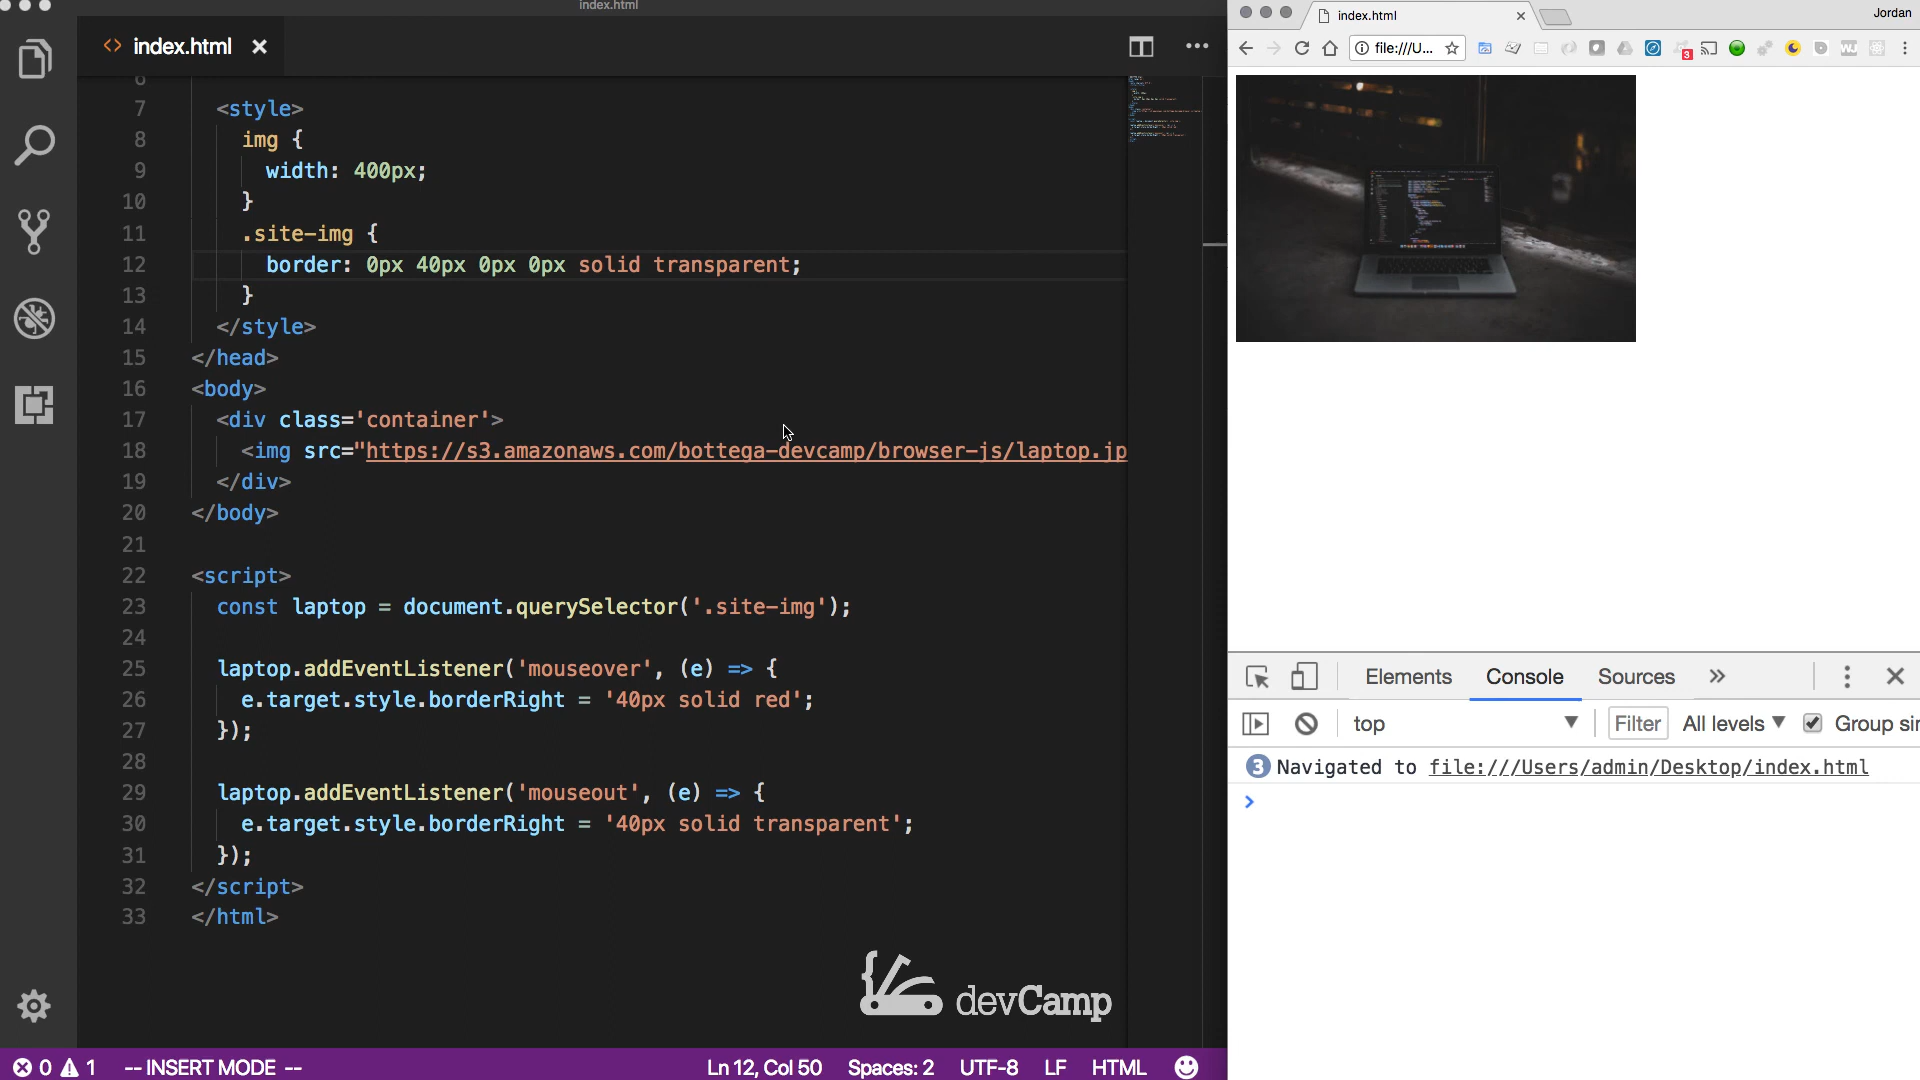 index.html
index.html
6
7 <style>
8 img {
9 width: 400px;
10 }
11 .site-img {
12 border: 0px 40px 0px 0px solid transparent;
13 }
14 </style>
15 </head>
16 <body>
17 <div class='container'>
18 <img src="https://s3.amazonaws.com/bottega-devcamp/browser-js/laptop.jp
19 </div>
20 </body>
21
22 <script>
23 const laptop = document.querySelector('.site-img');
24
25 laptop.addEventListener('mouseover', (e) => {
26 e.target.style.borderRight = '40px solid red';
27 });
28
29 laptop.addEventListener('mouseout', (e) => {
30 e.target.style.borderRight = '40px solid transparent';
31 });
32 </script>
33 </html>
devCamp
0 1 -- INSERT MODE -- Ln 12, Col 50 Spaces: 2 UTF-8 LF HTML
index.html Jordan
file:///U... 3 WJ
Elements Console Sources »
top Filter All levels Group sir
3 Navigated to file:///Users/admin/Desktop/index.html